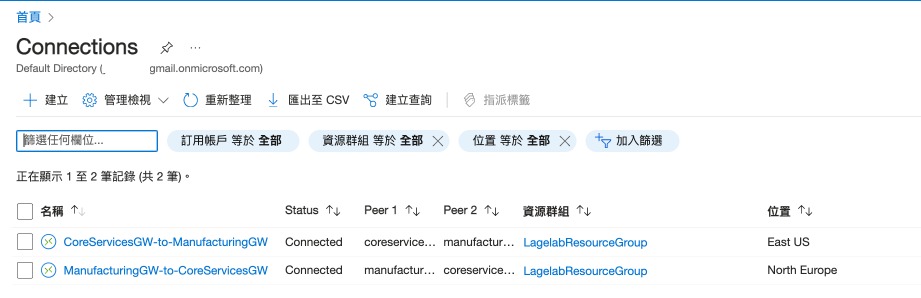 首頁 >
Connections ...
Default Directory ( gmail.onmicrosoft.com)
+ 建立 管理檢視 重新整理 匯出至 CSV 建立查詢 指派標籤
篩選任何欄位... 訂用帳戶 等於 全部 資源群組 等於 全部 × 位置 等於 全部 × 加入篩選
正在顯示 1 至 2 筆記錄 (共 2 筆)。
名稱 ↑↓ Status ↑↓ Peer 1 ↑↓ Peer 2 ↑↓ 資源群組 ↑↓ 位置 ↑↓
CoreServicesGW-to-ManufacturingGW Connected coreservice... manufactur... LagelabResourceGroup East US
ManufacturingGW-to-CoreServicesGW Connected manufactur... coreservice... LagelabResourceGroup North Europe